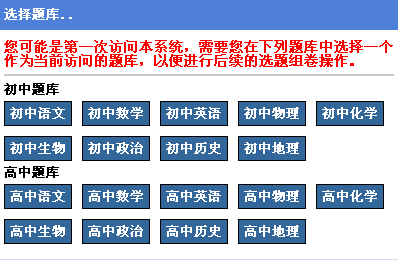 选择题库..
您可能是第一次访问本系统，需要您在下列题库中选择一个
作为当前访问的题库，以便进行后续的选题组卷操作。
初中题库
初中语文 初中数学 初中英语 初中物理 初中化学
初中生物 初中政治 初中历史 初中地理
高中题库
高中语文 高中数学 高中英语 高中物理 高中化学
高中生物 高中政治 高中历史 高中地理